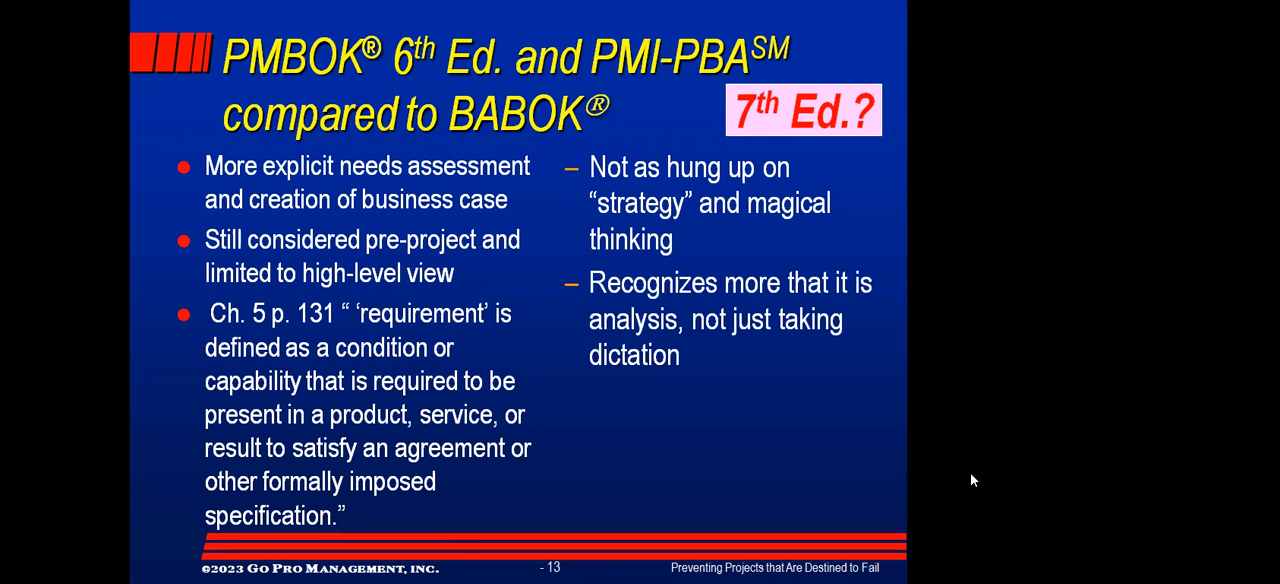 PMBOK® 6th Ed. and PMI-PBA℠
compared to BABOK®
7th Ed.?
● More explicit needs assessment
and creation of business case
● Still considered pre-project and
limited to high-level view
● Ch. 5 p. 131 “ ‘requirement’ is
defined as a condition or
capability that is required to be
present in a product, service, or
result to satisfy an agreement or
other formally imposed
specification.”
– Not as hung up on
“strategy” and magical
thinking
– Recognizes more that it is
analysis, not just taking
dictation
©2023 GO PRO MANAGEMENT, INC.
- 13
Preventing Projects that Are Destined to Fail